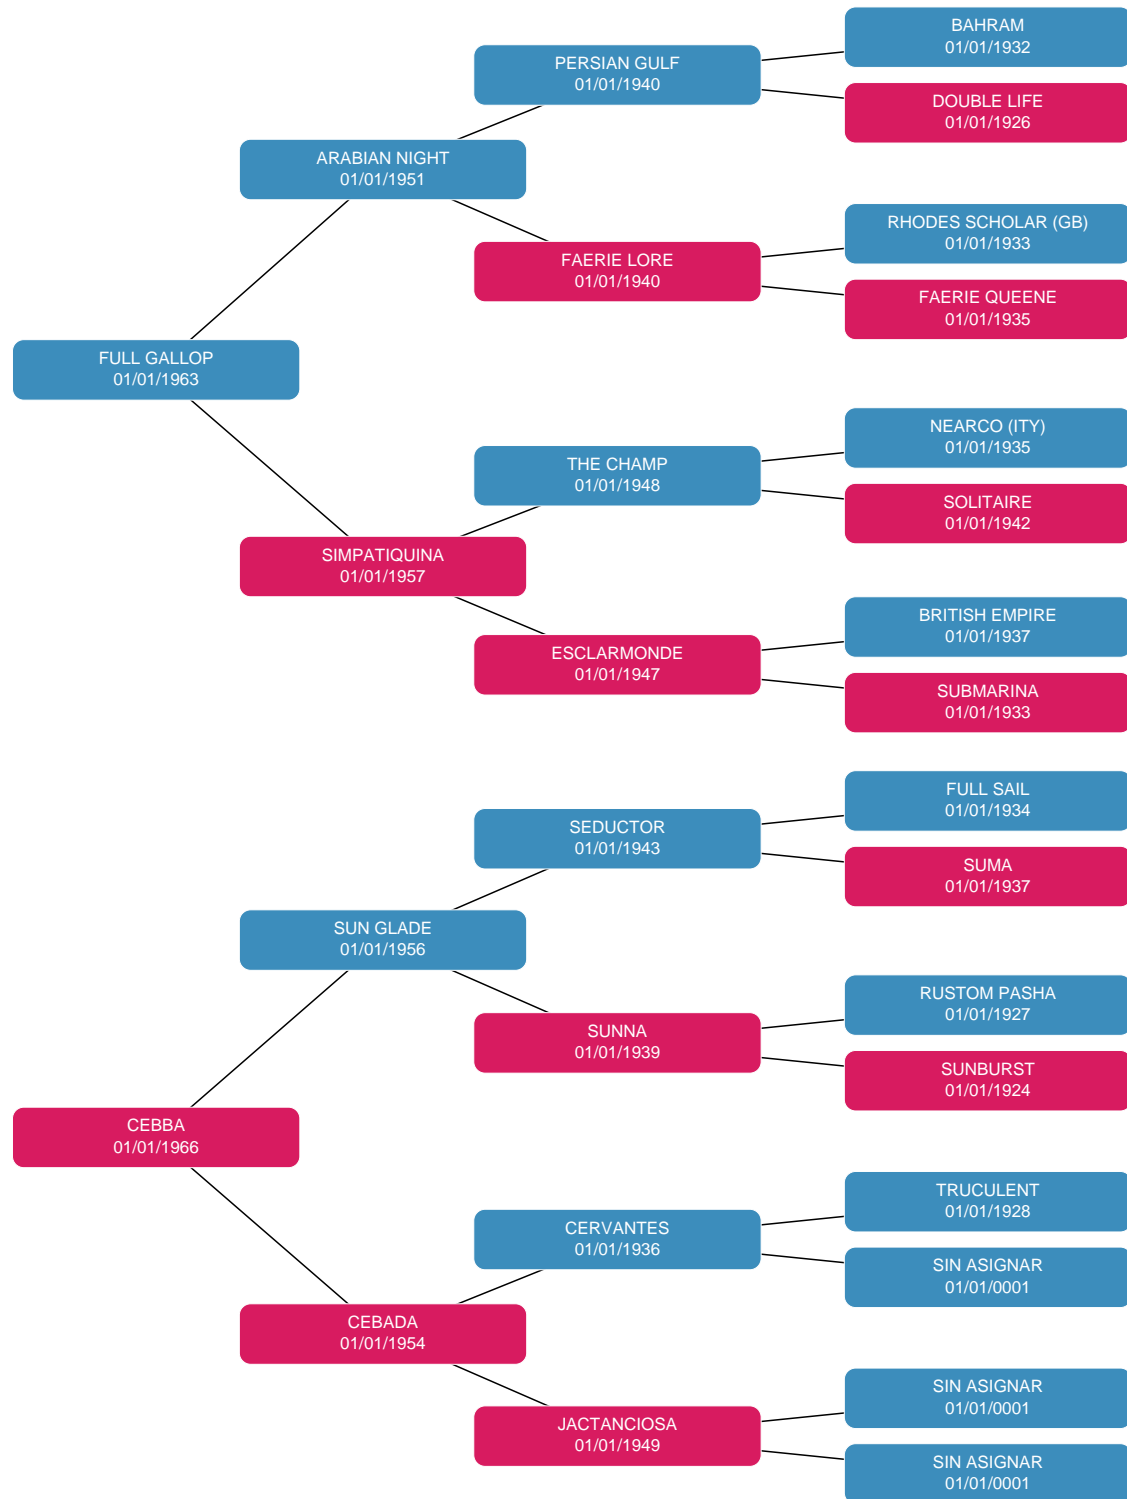 BAHRAM
01/01/1932
PERSIAN GULF
01/01/1940
DOUBLE LIFE
01/01/1926
ARABIAN NIGHT
01/01/1951
RHODES SCHOLAR (GB)
01/01/1933
FAERIE LORE
01/01/1940
FAERIE QUEENE
01/01/1935
FULL GALLOP
01/01/1963
NEARCO (ITY)
01/01/1935
THE CHAMP
01/01/1948
SOLITAIRE
01/01/1942
SIMPATIQUINA
01/01/1957
BRITISH EMPIRE
01/01/1937
ESCLARMONDE
01/01/1947
SUBMARINA
01/01/1933
FULL SAIL
01/01/1934
SEDUCTOR
01/01/1943
SUMA
01/01/1937
SUN GLADE
01/01/1956
RUSTOM PASHA
01/01/1927
SUNNA
01/01/1939
SUNBURST
01/01/1924
CEBBA
01/01/1966
TRUCULENT
01/01/1928
CERVANTES
01/01/1936
SIN ASIGNAR
01/01/0001
CEBADA
01/01/1954
SIN ASIGNAR
01/01/0001
JACTANCIOSA
01/01/1949
SIN ASIGNAR
01/01/0001